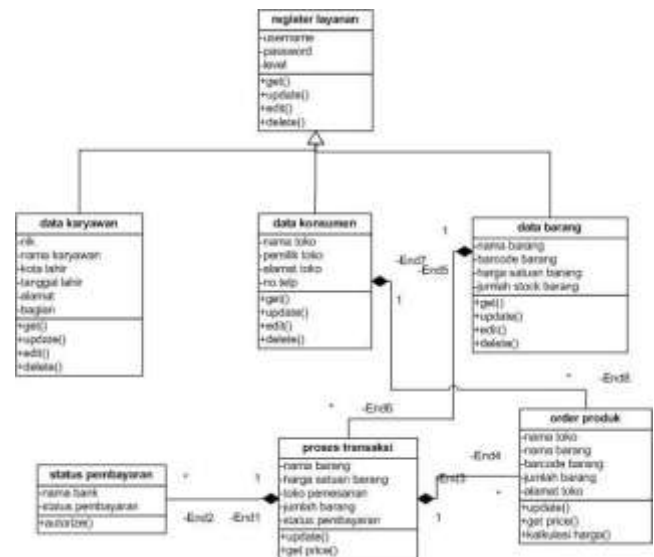 register layanan
-username
-password
-level
+get()
+update()
+edit()
+delete()
data karyawan
-nik
-nama karyawan
-kota lahir
-tanggal lahir
-alamat
-bagian
+get()
+update()
+edit()
+delete()
data konsumen
-nama toko
-pemilik toko
-alamat toko
-no.telp
+get()
+update()
+edit()
+delete()
1
-End7
-End5
1
data barang
-nama barang
-barcode barang
-harga satuan barang
-jumlah stock barang
+get()
+update()
+edit()
+delete()
*
-End8
*
-End6
order produk
-nama toko
-nama barang
-barcode barang
-jumlah barang
-alamat toko
+update()
+get price()
+kalkulasi harga()
-End4
-End3
*
1
proses transaksi
-nama barang
-harga satuan barang
-toko pemesanan
-jumlah barang
-status pembayaran
+update()
+get price()
*
1
-End2
-End1
status pembayaran
-nama bank
-status pembayaran
+autorize()